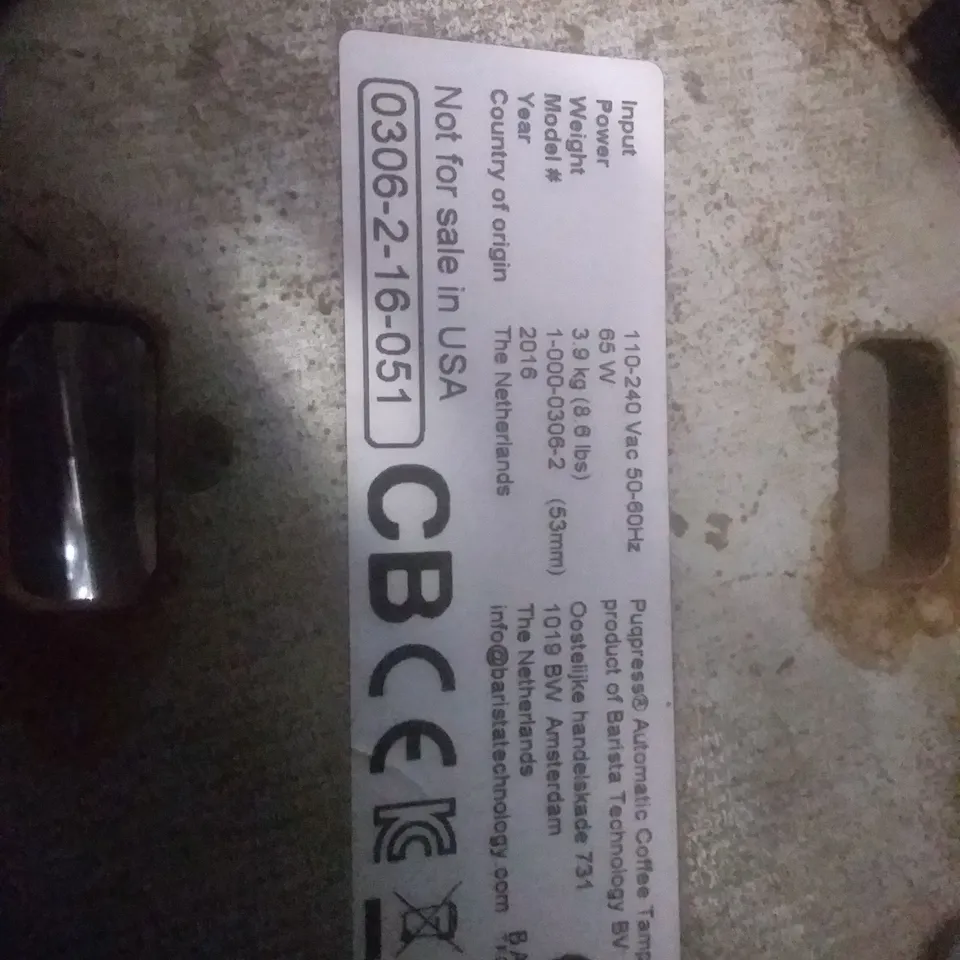 Input 110-240 Vac 50-60Hz
Power 65 W
Weight 3.9 kg (8.6 lbs)
Model # 1-000-0306-2 (53mm)
Year 2016
Country of origin The Netherlands
Puqpress® Automatic Coffee Tamp
product of Barista Technology BV
Oostelijke handelskade 731
1019 BW Amsterdam
The Netherlands
info@baristatechnology.com
Not for sale in USA
0306-2-16-051
CB CE